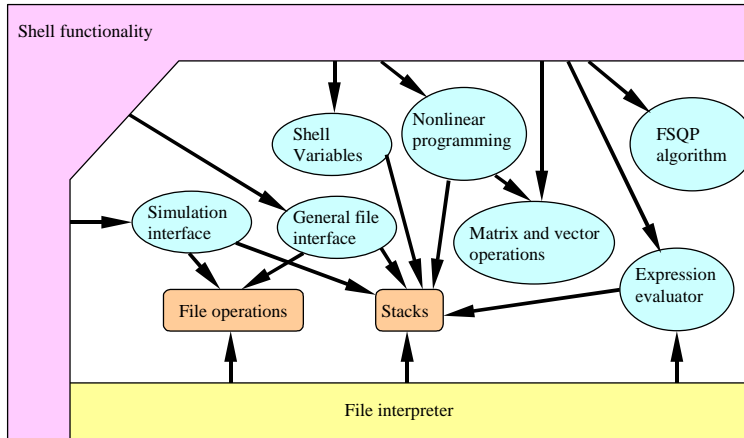 Shell functionality
Shell
Variables
Nonlinear
programming
FSQP
algorithm
Simulation
interface
General file
interface
Matrix and vector
operations
Expression
evaluator
File operations
Stacks
File interpreter